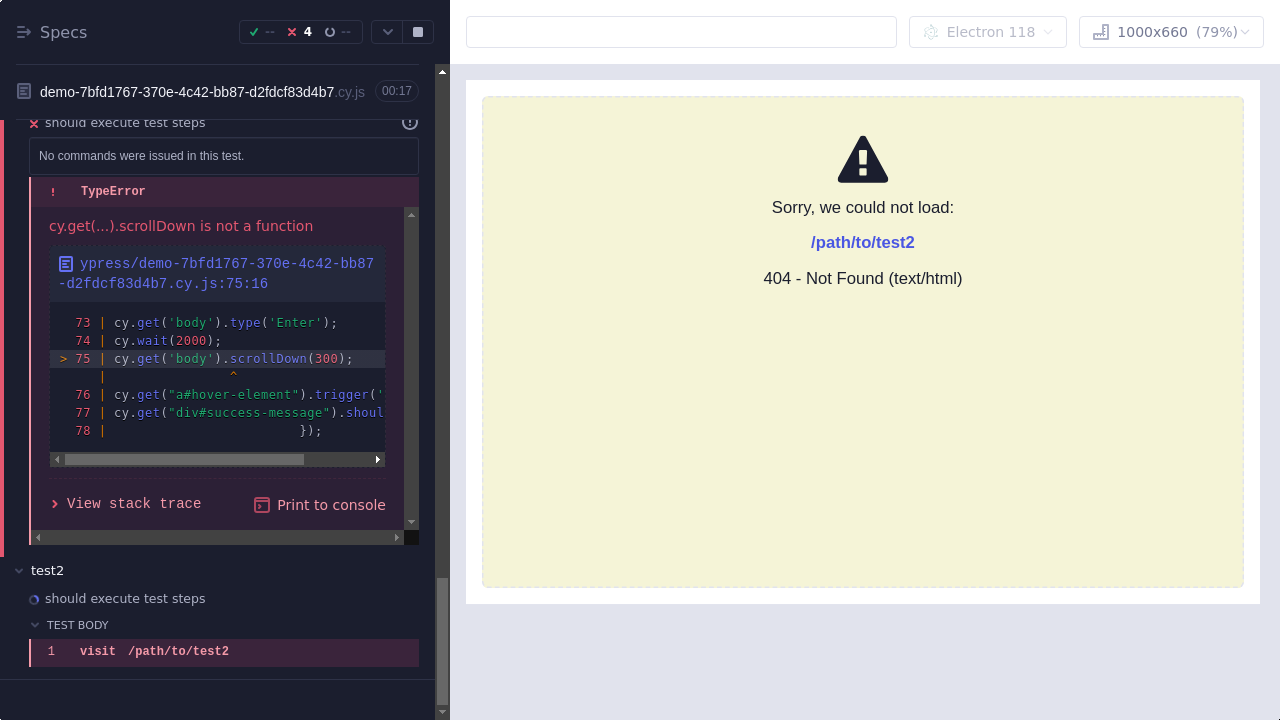 Specs
--
4
--
demo-7bfd1767-370e-4c42-bb87-d2fdcf83d4b7.cy.js
00:17
should execute test steps
No commands were issued in this test.
! TypeError
cy.get(...).scrollDown is not a function
ypress/demo-7bfd1767-370e-4c42-bb87
-d2fdcf83d4b7.cy.js:75:16
73 | cy.get('body').type('Enter');
74 | cy.wait(2000);
> 75 | cy.get('body').scrollDown(300);
| ^
76 | cy.get("a#hover-element").trigger('
77 | cy.get("div#success-message").shoul
78 | });
View stack trace
Print to console
test2
should execute test steps
TEST BODY
1 visit /path/to/test2
Electron 118
1000x660 (79%)
Sorry, we could not load:
/path/to/test2
404 - Not Found (text/html)